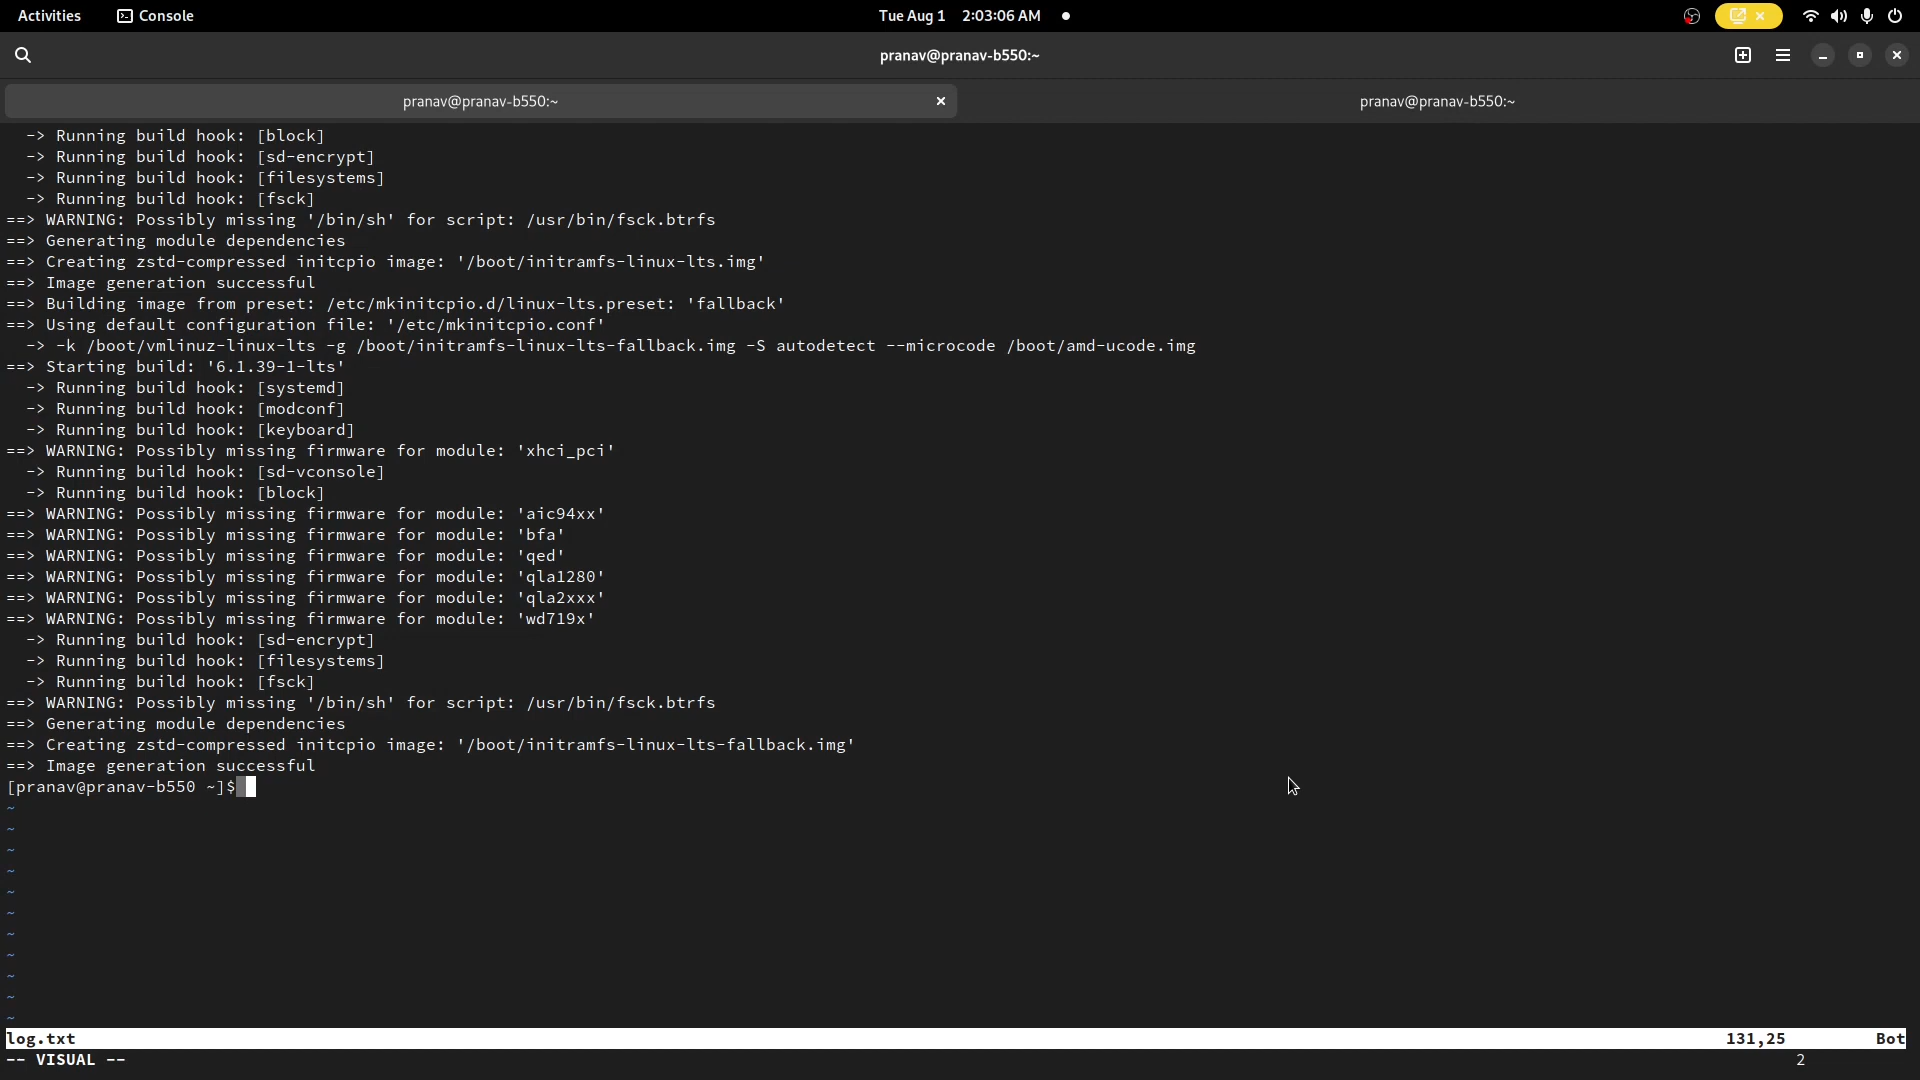 Activities
Console
Tue Aug 1 2:03:06 AM
pranav@pranav-b550:~
pranav@pranav-b550:~
pranav@pranav-b550:~
-> Running build hook: [block]
-> Running build hook: [sd-encrypt]
-> Running build hook: [filesystems]
-> Running build hook: [fsck]
==> WARNING: Possibly missing '/bin/sh' for script: /usr/bin/fsck.btrfs
==> Generating module dependencies
==> Creating zstd-compressed initcpio image: '/boot/initramfs-linux-lts.img'
==> Image generation successful
==> Building image from preset: /etc/mkinitcpio.d/linux-lts.preset: 'fallback'
==> Using default configuration file: '/etc/mkinitcpio.conf'
-> -k /boot/vmlinuz-linux-lts -g /boot/initramfs-linux-lts-fallback.img -S autodetect --microcode /boot/amd-ucode.img
==> Starting build: '6.1.39-1-lts'
-> Running build hook: [systemd]
-> Running build hook: [modconf]
-> Running build hook: [keyboard]
==> WARNING: Possibly missing firmware for module: 'xhci_pci'
-> Running build hook: [sd-vconsole]
-> Running build hook: [block]
==> WARNING: Possibly missing firmware for module: 'aic94xx'
==> WARNING: Possibly missing firmware for module: 'bfa'
==> WARNING: Possibly missing firmware for module: 'qed'
==> WARNING: Possibly missing firmware for module: 'qla1280'
==> WARNING: Possibly missing firmware for module: 'qla2xxx'
==> WARNING: Possibly missing firmware for module: 'wd719x'
-> Running build hook: [sd-encrypt]
-> Running build hook: [filesystems]
-> Running build hook: [fsck]
==> WARNING: Possibly missing '/bin/sh' for script: /usr/bin/fsck.btrfs
==> Generating module dependencies
==> Creating zstd-compressed initcpio image: '/boot/initramfs-linux-lts-fallback.img'
==> Image generation successful
[pranav@pranav-b550 ~]$
~
~
~
~
~
~
~
~
~
~
~
log.txt 131,25 Bot
-- VISUAL -- 2